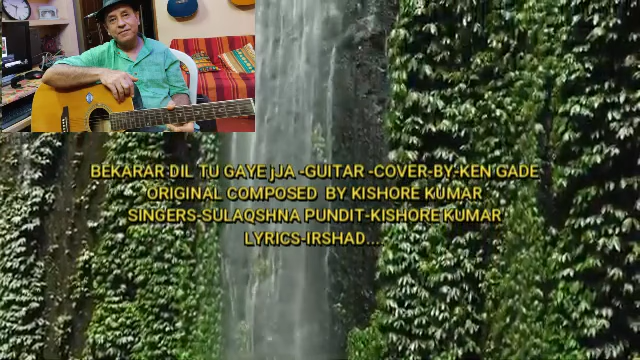 BEKARAR DIL TU GAYE jJA -GUITAR -COVER-BY-KEN GADE
ORIGINAL COMPOSED BY KISHORE KUMAR
SINGERS-SULAQSHNA PUNDIT-KISHORE KUMAR
LYRICS-IRSHAD....